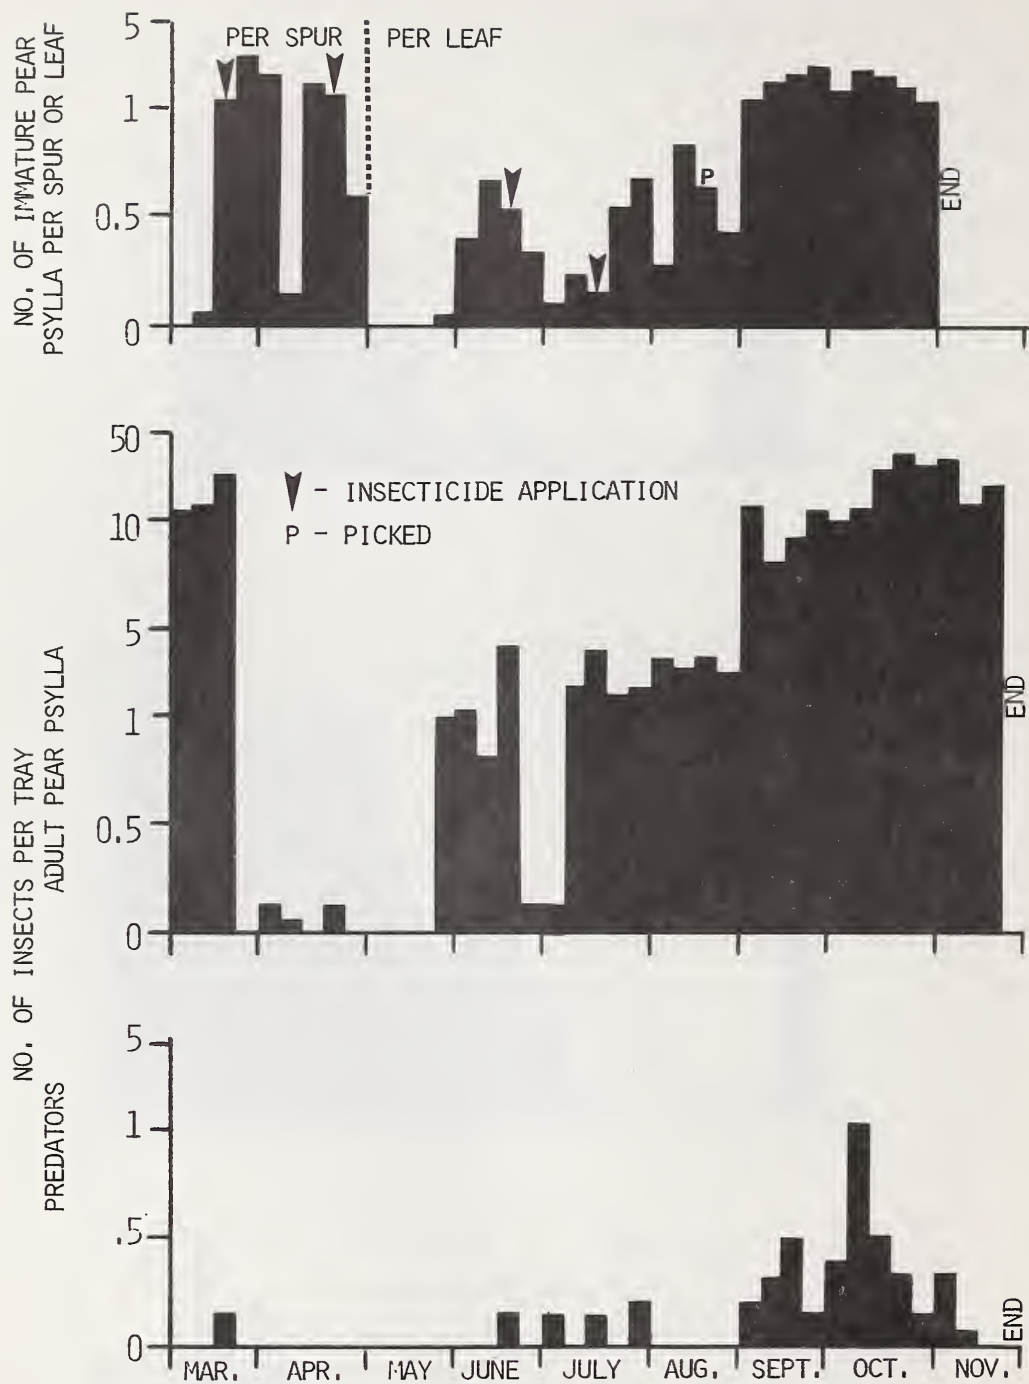 NO. OF IMMATURE PEAR
PSYLLA PER SPUR OR LEAF
5
1
0.5
0
PER SPUR
PER LEAF
P
END
NO. OF INSECTS PER TRAY
ADULT PEAR PSYLLA
50
10
5
1
0.5
0
- INSECTICIDE APPLICATION
P - PICKED
END
PREDATORS
5
1
.5
0
END
MAR.
APR.
MAY
JUNE
JULY
AUG.
SEPT.
OCT.
NOV.